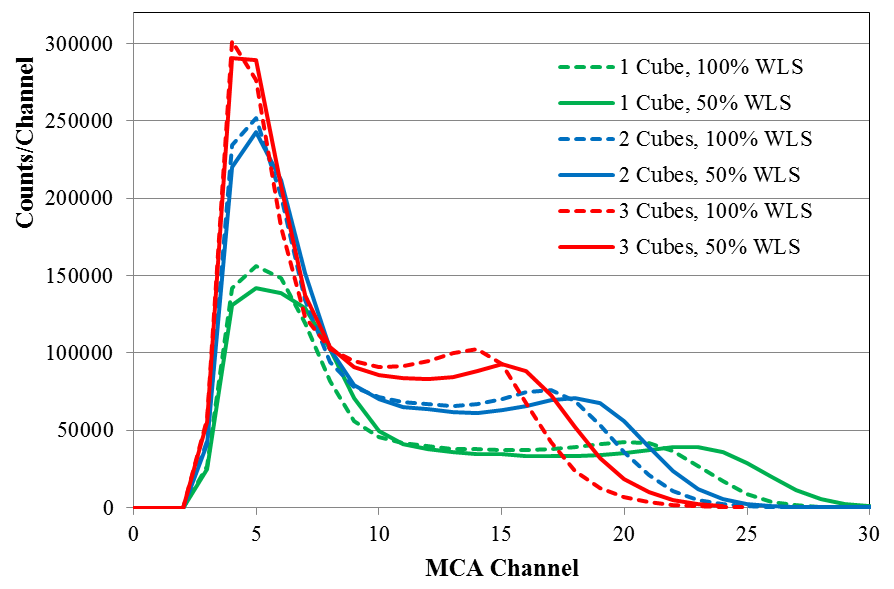 300000
250000
200000
150000
100000
50000
0
Counts/Channel
1 Cube, 100% WLS
1 Cube, 50% WLS
2 Cubes, 100% WLS
2 Cubes, 50% WLS
3 Cubes, 100% WLS
3 Cubes, 50% WLS
0 5 10 15 20 25 30
MCA Channel